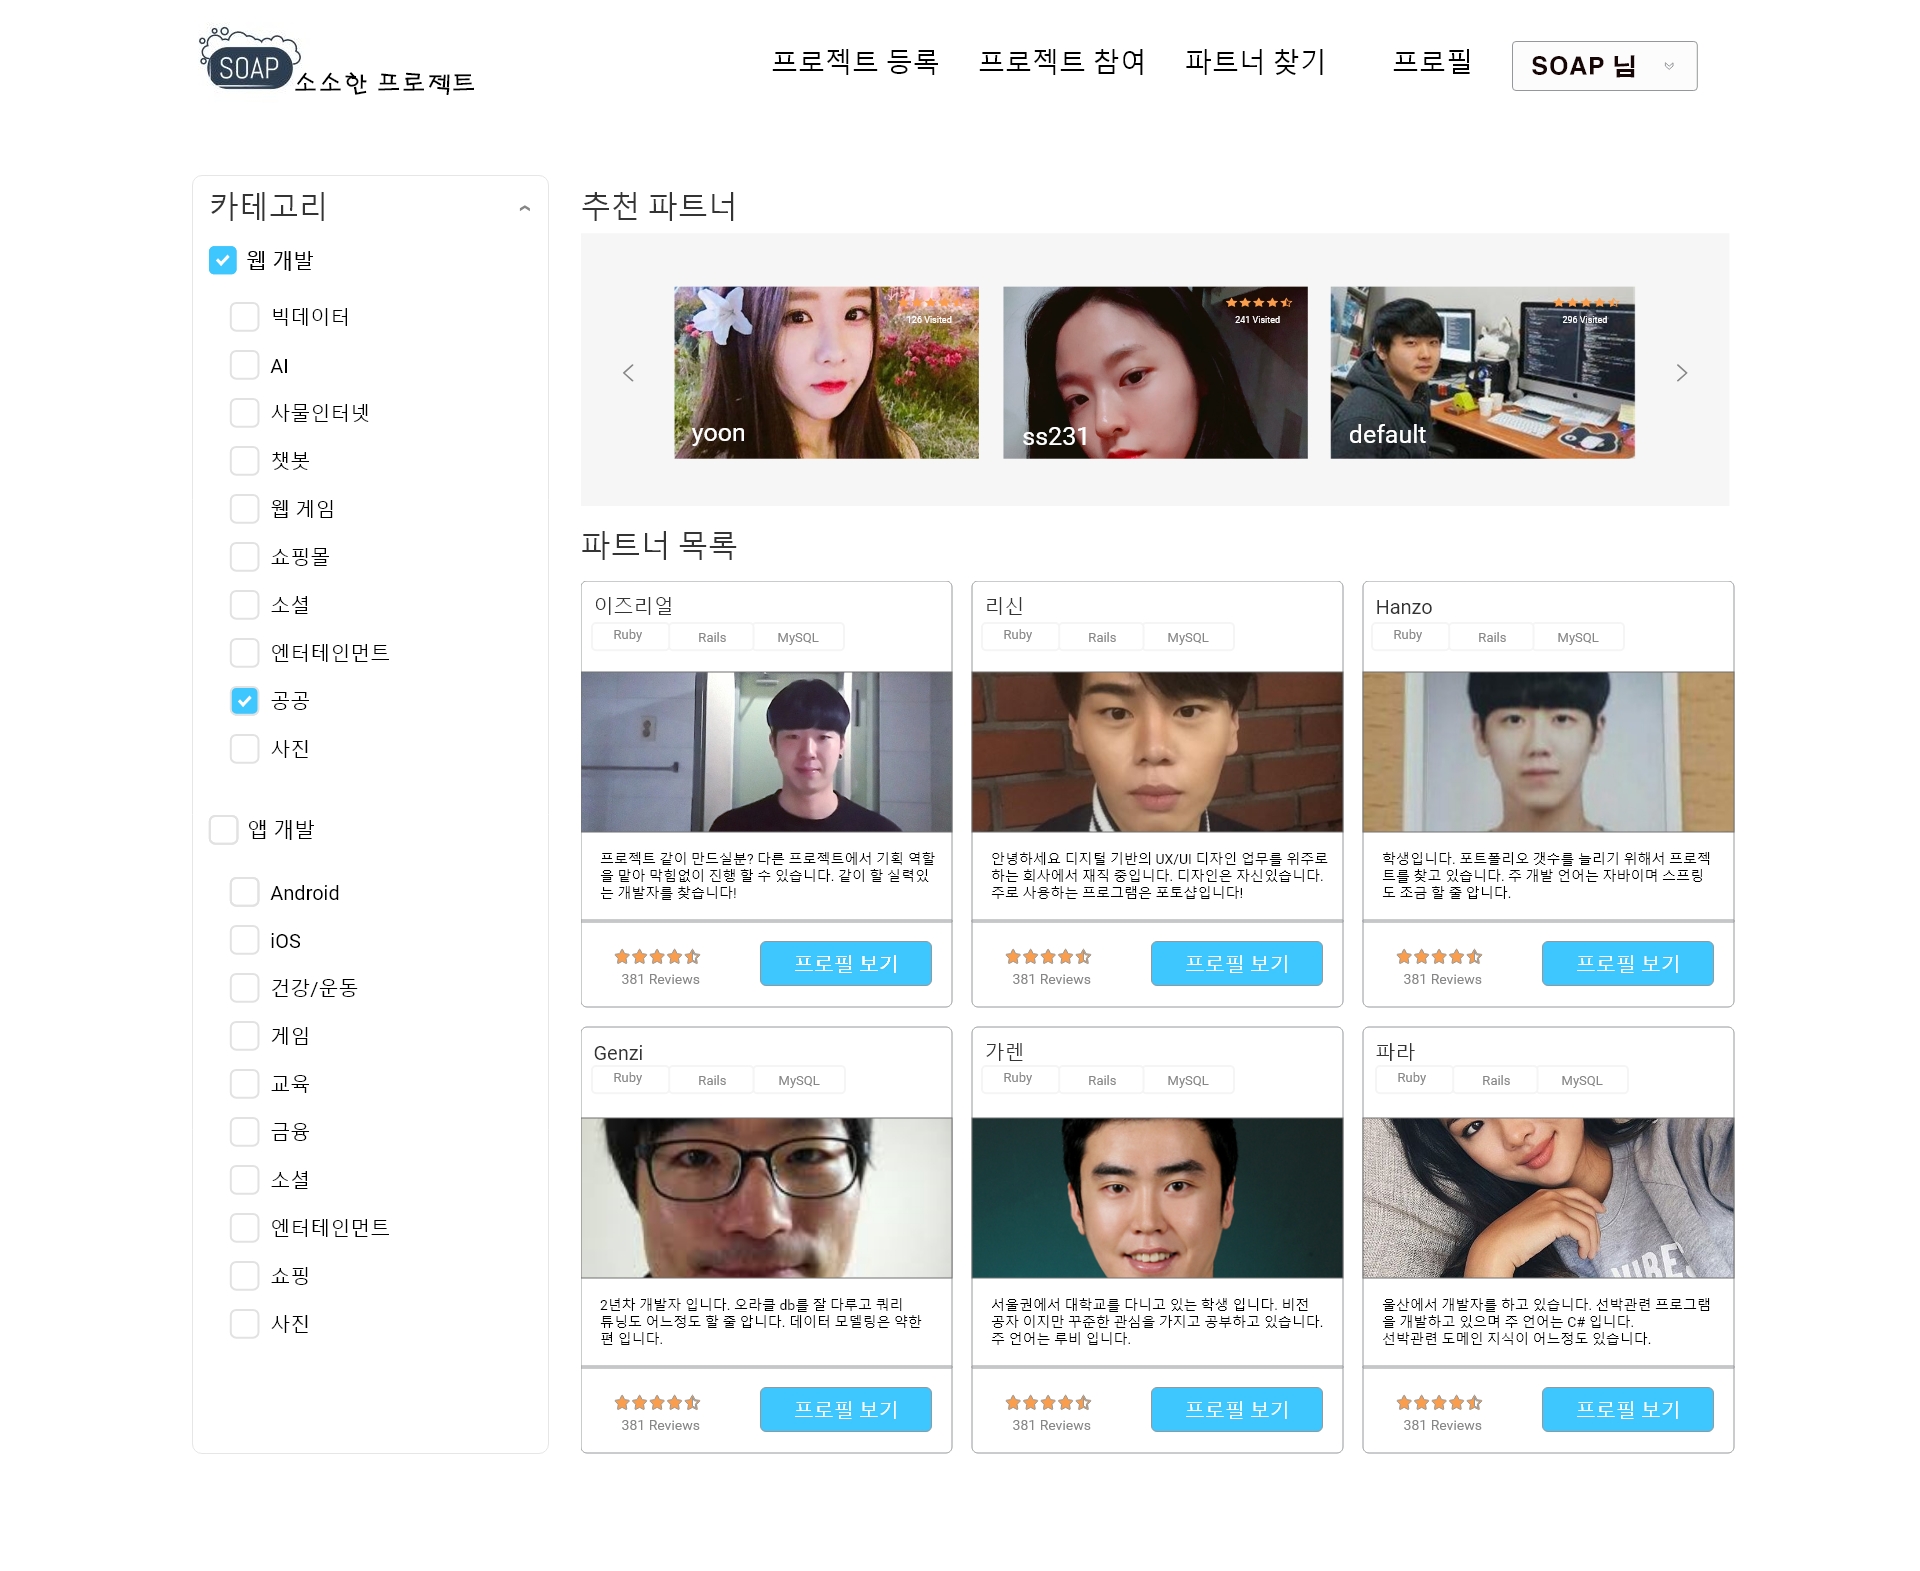 SOAP
소소한 프로젝트
프로젝트 등록 프로젝트 참여 파트너 찾기 프로필 SOAP 님
카테고리
웹 개발
빅데이터
AI
사물인터넷
챗봇
웹 게임
쇼핑몰
소셜
엔터테인먼트
공공
사진
앱 개발
Android
iOS
건강/운동
게임
교육
금융
소셜
엔터테인먼트
쇼핑
사진
추천 파트너
126 Visited
yoon
241 Visited
ss231
296 Visited
default
파트너 목록
이즈리얼
Ruby Rails MySQL
프로젝트 같이 만드실분? 다른 프로젝트에서 기획 역할
을 맡아 막힘없이 진행 할 수 있습니다. 같이 할 실력있
는 개발자를 찾습니다!
381 Reviews
프로필 보기
리신
Ruby Rails MySQL
안녕하세요 디지털 기반의 UX/UI 디자인 업무를 위주로
하는 회사에서 재직 중입니다. 디자인은 자신있습니다.
주로 사용하는 프로그램은 포토샵입니다!
381 Reviews
프로필 보기
Hanzo
Ruby Rails MySQL
학생입니다. 포트폴리오 갯수를 늘리기 위해서 프로젝
트를 찾고 있습니다. 주 개발 언어는 자바이며 스프링
도 조금 할 줄 압니다.
381 Reviews
프로필 보기
Genzi
Ruby Rails MySQL
2년차 개발자 입니다. 오라클 db를 잘 다루고 쿼리
튜닝도 어느정도 할 줄 압니다. 데이터 모델링은 약한
편 입니다.
381 Reviews
프로필 보기
가렌
Ruby Rails MySQL
서울권에서 대학교를 다니고 있는 학생 입니다. 비전
공자 이지만 꾸준한 관심을 가지고 공부하고 있습니다.
주 언어는 루비 입니다.
381 Reviews
프로필 보기
파라
Ruby Rails MySQL
VIBES
울산에서 개발자를 하고 있습니다. 선박관련 프로그램
을 개발하고 있으며 주 언어는 C# 입니다.
선박관련 도메인 지식이 어느정도 있습니다.
381 Reviews
프로필 보기